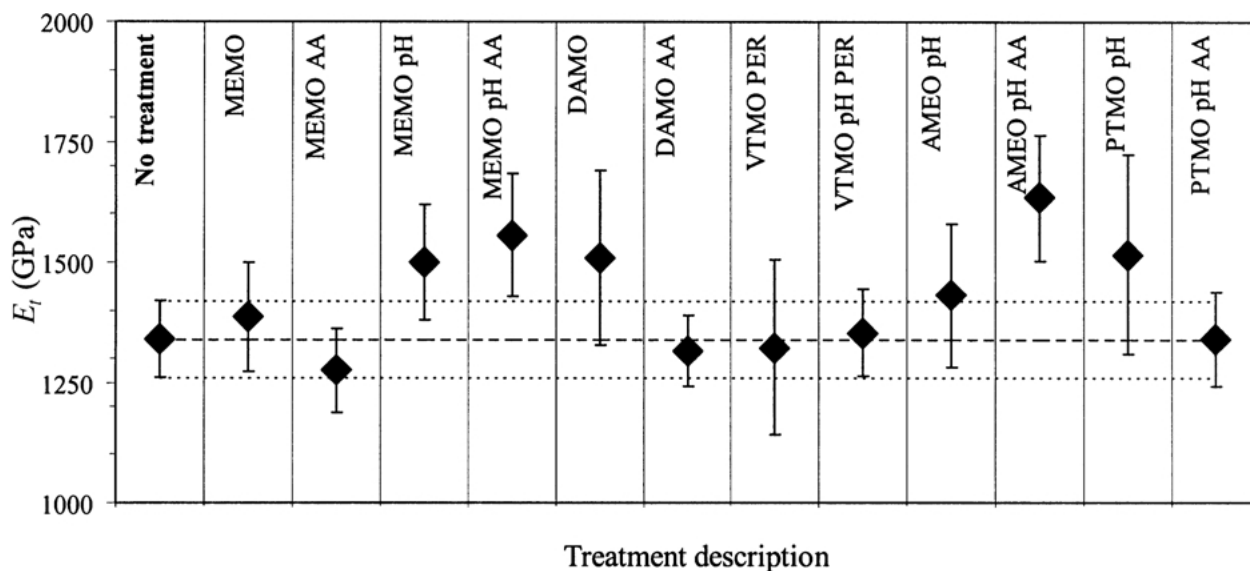 2000
1750
1500
1250
1000
E_t (GPa)
No treatment
MEMO
MEMO AA
MEMO pH
MEMO pH AA
DAMO
DAMO AA
VTMO PER
VTMO pH PER
AMEO pH
AMEO pH AA
PTMO pH
PTMO pH AA
Treatment description